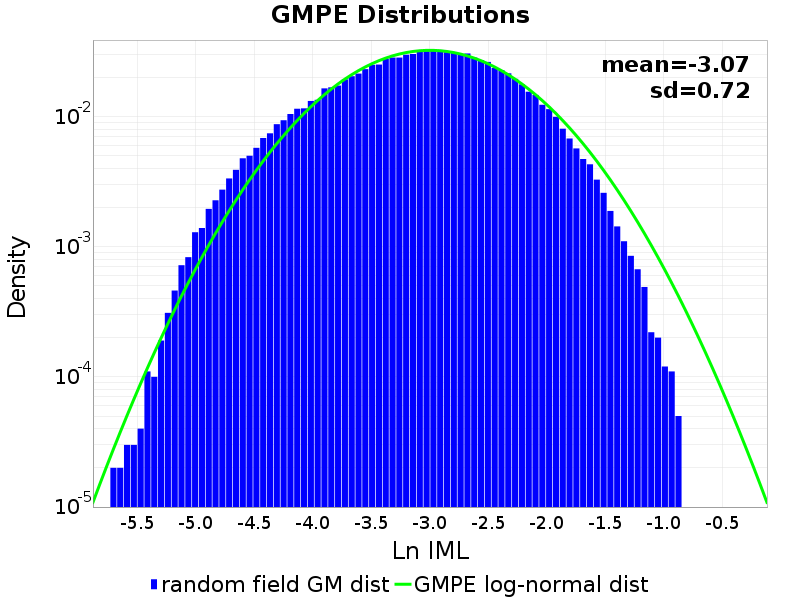 GMPE Distributions
mean=-3.07
sd=0.72
Density
10-2
10-3
10-4
10-5
-5.5 -5.0 -4.5 -4.0 -3.5 -3.0 -2.5 -2.0 -1.5 -1.0 -0.5
Ln IML
random field GM dist GMPE log-normal dist